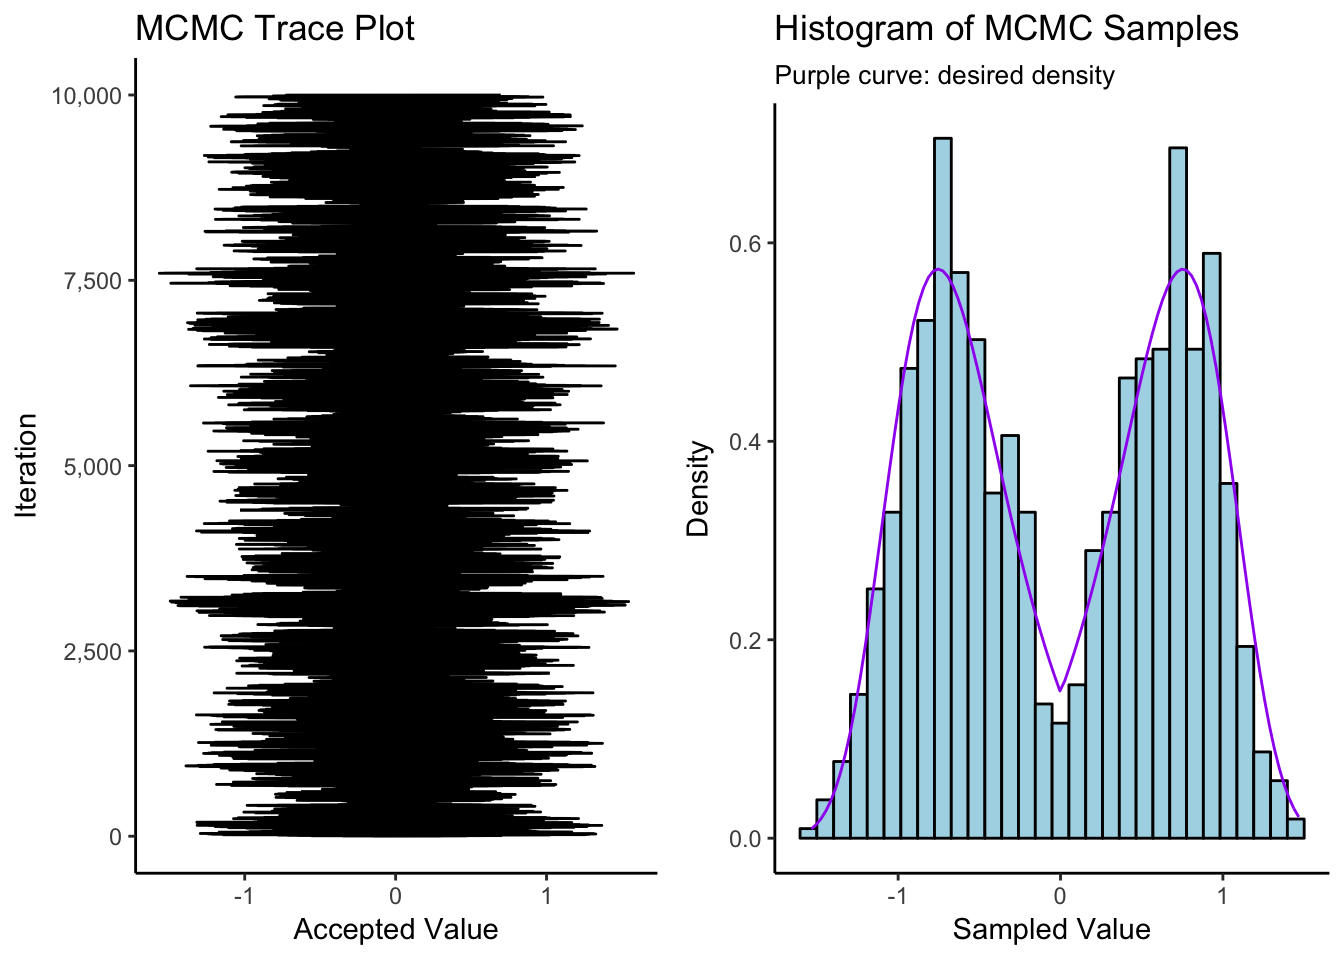 MCMC Trace Plot
Iteration
10,000
7,500
5,000
2,500
0
-1 0 1
Accepted Value
Histogram of MCMC Samples
Purple curve: desired density
Density
0.6
0.4
0.2
0.0
-1 0 1
Sampled Value